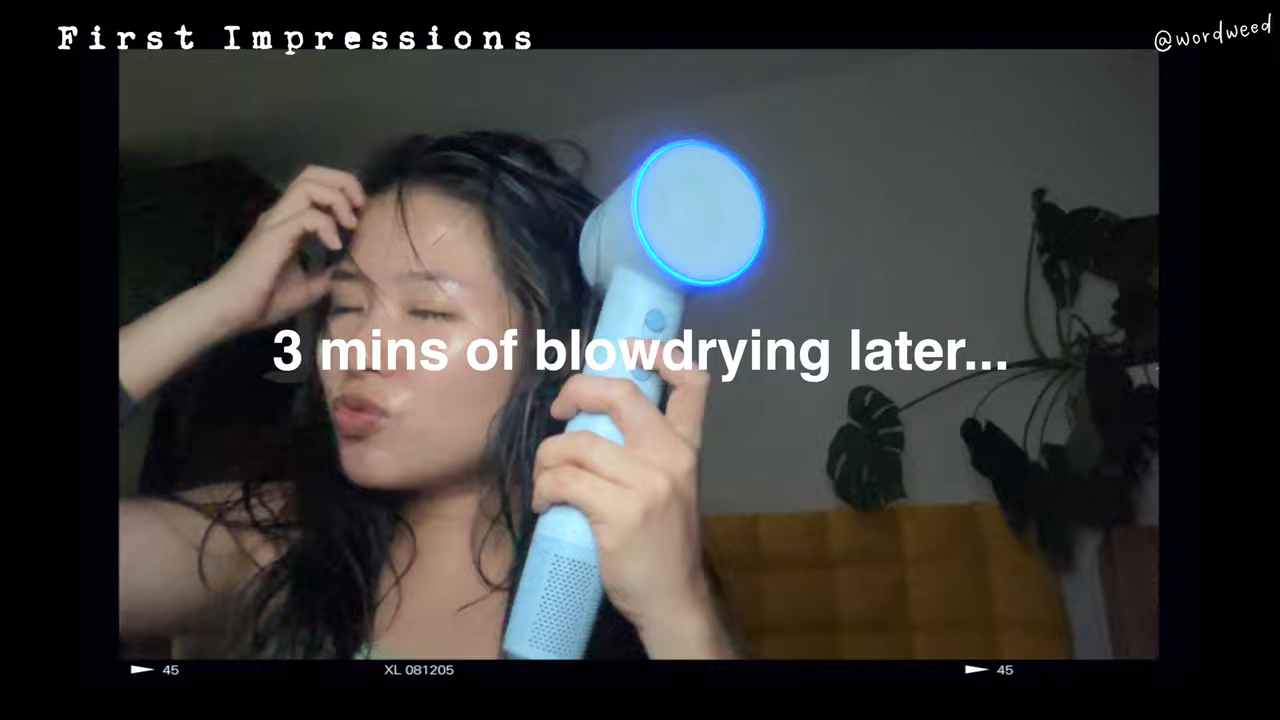 First Impressions
@wordweed
3 mins of blowdrying later...
45
XL 081205
45